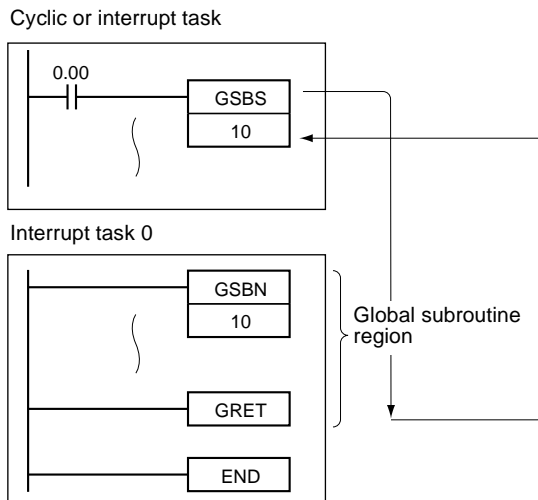 Cyclic or interrupt task
0.00
GSBS
10
Interrupt task 0
GSBN
10
Global subroutine
region
GRET
END